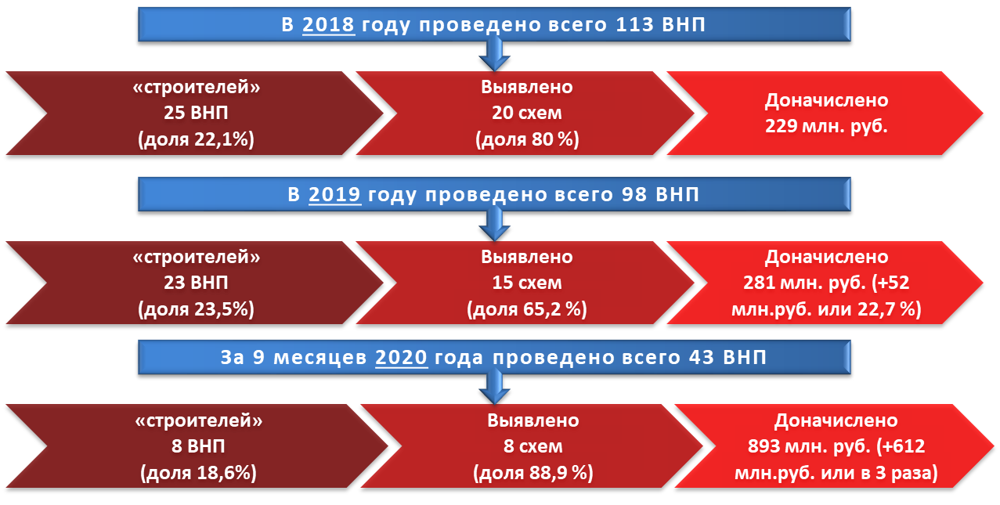 В 2018 году проведено всего 113 ВНП
«строителей»
25 ВНП
(доля 22,1%)
Выявлено
20 схем
(доля 80 %)
Доначислено
229 млн. руб.
В 2019 году проведено всего 98 ВНП
«строителей»
23 ВНП
(доля 23,5%)
Выявлено
15 схем
(доля 65,2 %)
Доначислено
281 млн. руб. (+52
млн.руб. или 22,7 %)
За 9 месяцев 2020 года проведено всего 43 ВНП
«строителей»
8 ВНП
(доля 18,6%)
Выявлено
8 схем
(доля 88,9 %)
Доначислено
893 млн. руб. (+612
млн.руб. или в 3 раза)